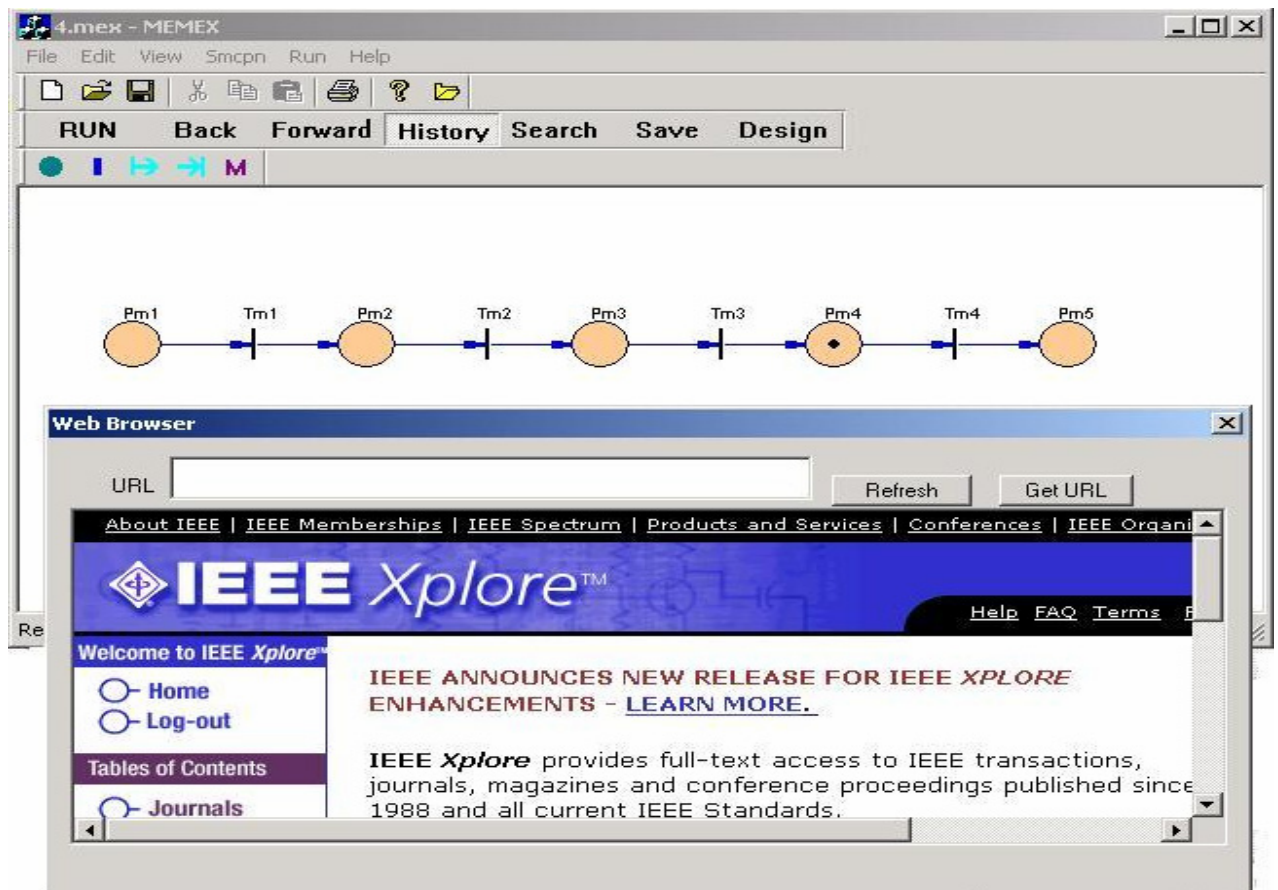 4.mex - MEMEX
File Edit View Smcpn Run Help
RUN Back Forward History Search Save Design
M
Pm1 Tm1 Pm2 Tm2 Pm3 Tm3 Pm4 Tm4 Pm5
Web Browser
URL Refresh Get URL
About IEEE | IEEE Memberships | IEEE Spectrum | Products and Services | Conferences | IEEE Organi
IEEE Xplore™
Help FAQ Terms
Re
Welcome to IEEE Xplore™
Home
Log-out
Tables of Contents
Journals
IEEE ANNOUNCES NEW RELEASE FOR IEEE XPLORE
ENHANCEMENTS - LEARN MORE.
IEEE Xplore provides full-text access to IEEE transactions,
journals, magazines and conference proceedings published since
1988 and all current IEEE Standards.